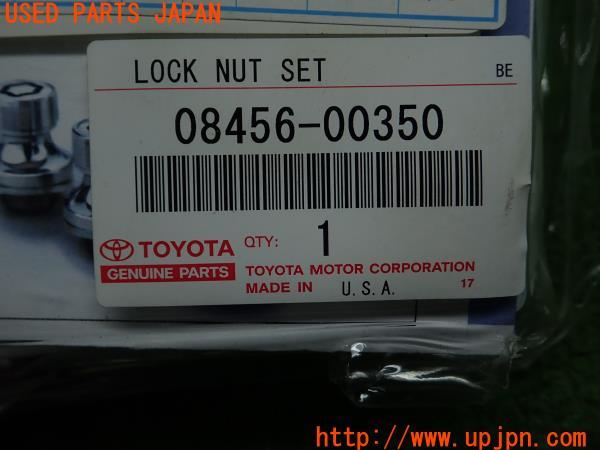 USED PARTS JAPAN
LOCK NUT SET
BE
08456-00350
TOYOTA
GENUINE PARTS
QTY: 1
TOYOTA MOTOR CORPORATION
MADE IN U.S.A. 17
http://www.upjpn.com